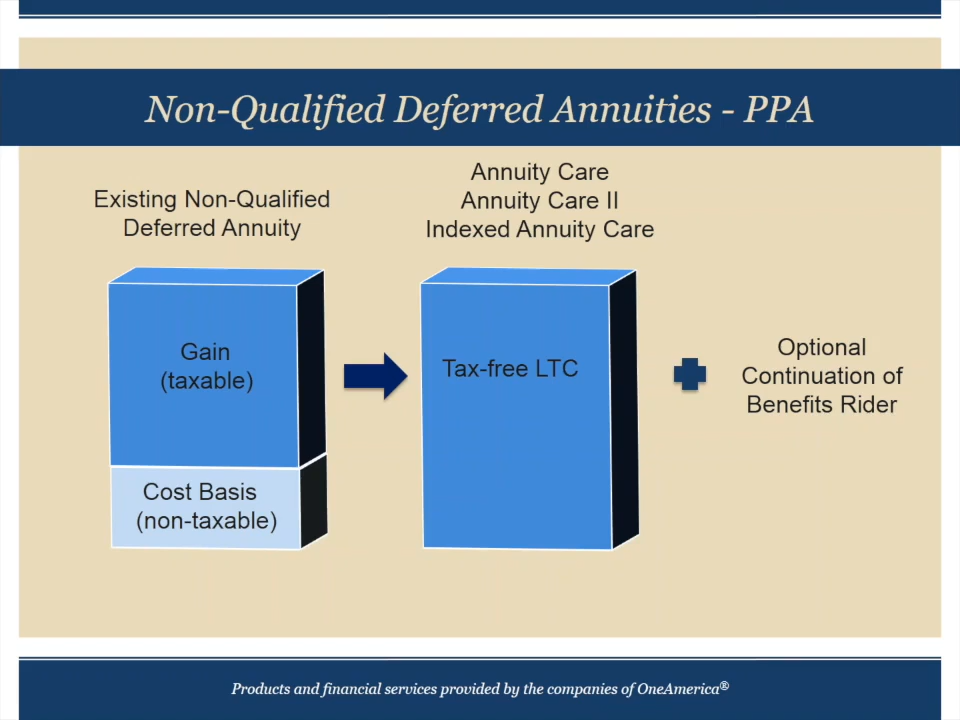 Non-Qualified Deferred Annuities - PPA
Existing Non-Qualified
Deferred Annuity
Annuity Care
Annuity Care II
Indexed Annuity Care
Gain
(taxable)
Cost Basis
(non-taxable)
Tax-free LTC
Optional
Continuation of
Benefits Rider
Products and financial services provided by the companies of OneAmerica®